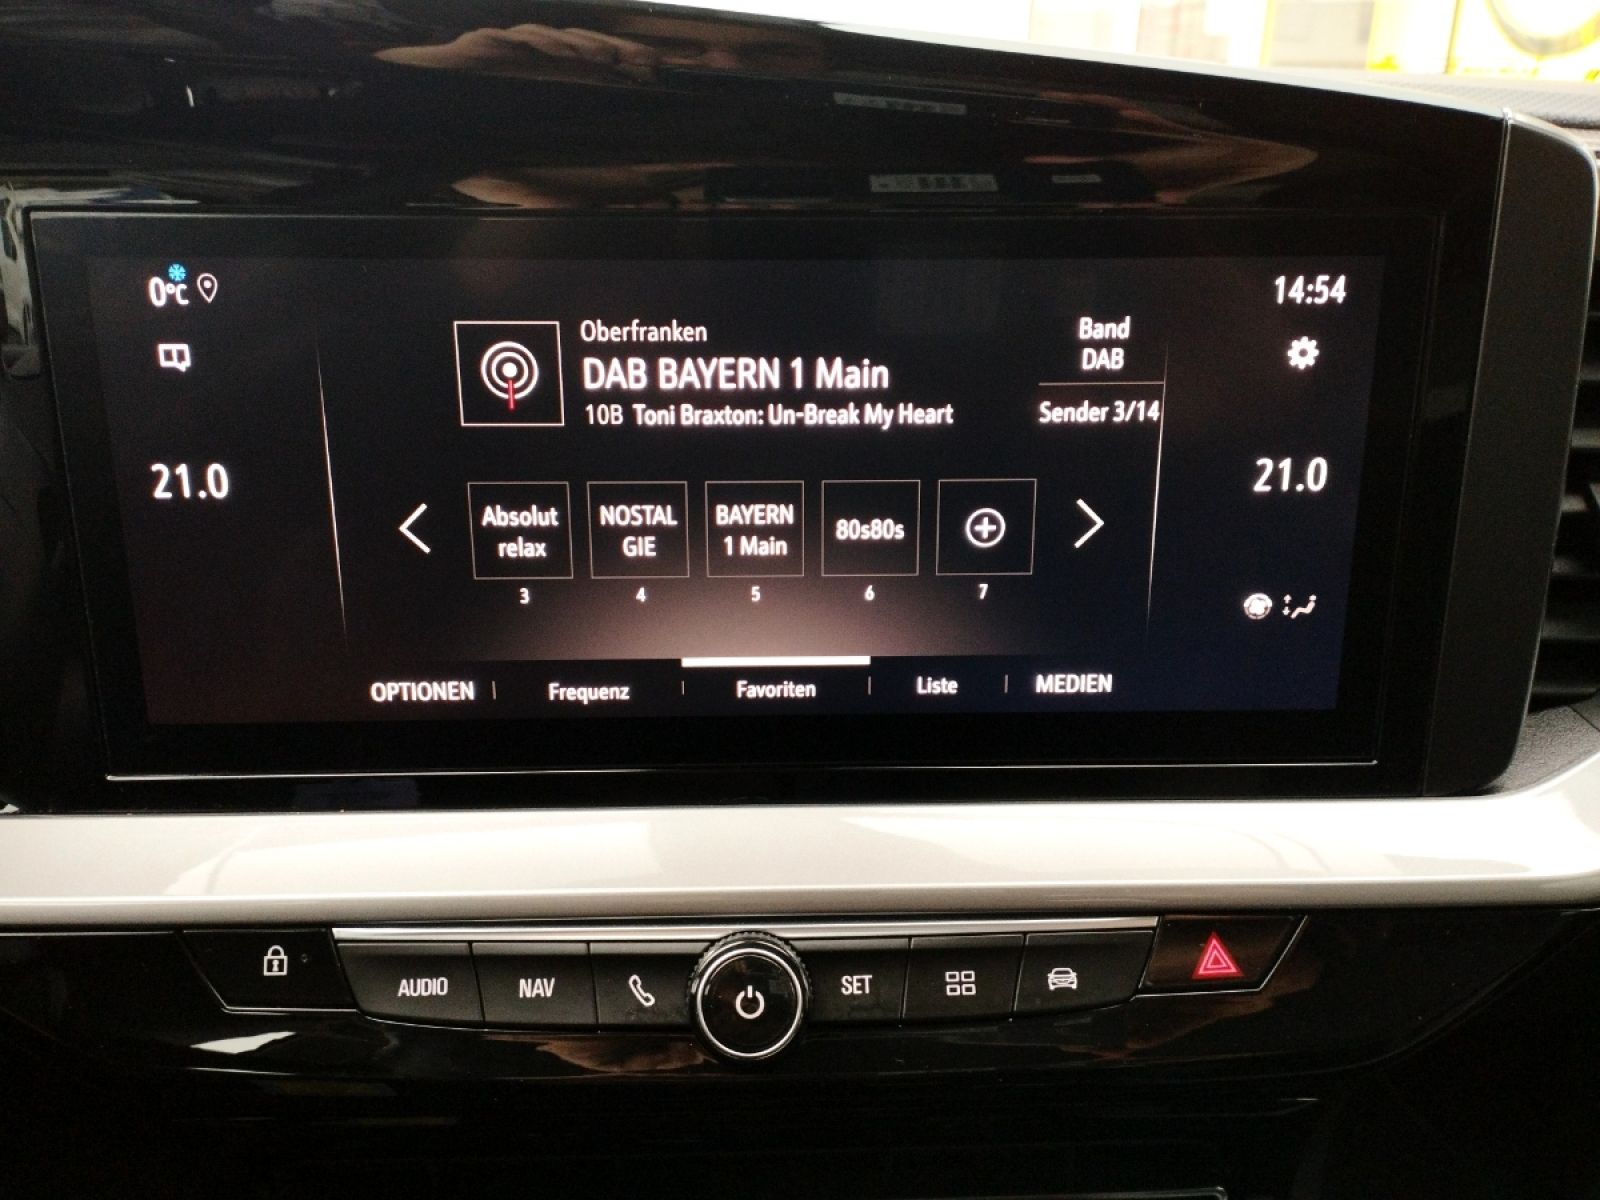 0°C
14:54
Oberfranken
DAB BAYERN 1 Main
10B Toni Braxton: Un-Break My Heart
Band
DAB
Sender 3/14
21.0
21.0
Absolut
relax
NOSTAL
GIE
BAYERN
1 Main
80s80s
3
4
5
6
7
OPTIONEN
Frequenz
Favoriten
Liste
MEDIEN
AUDIO
NAV
SET